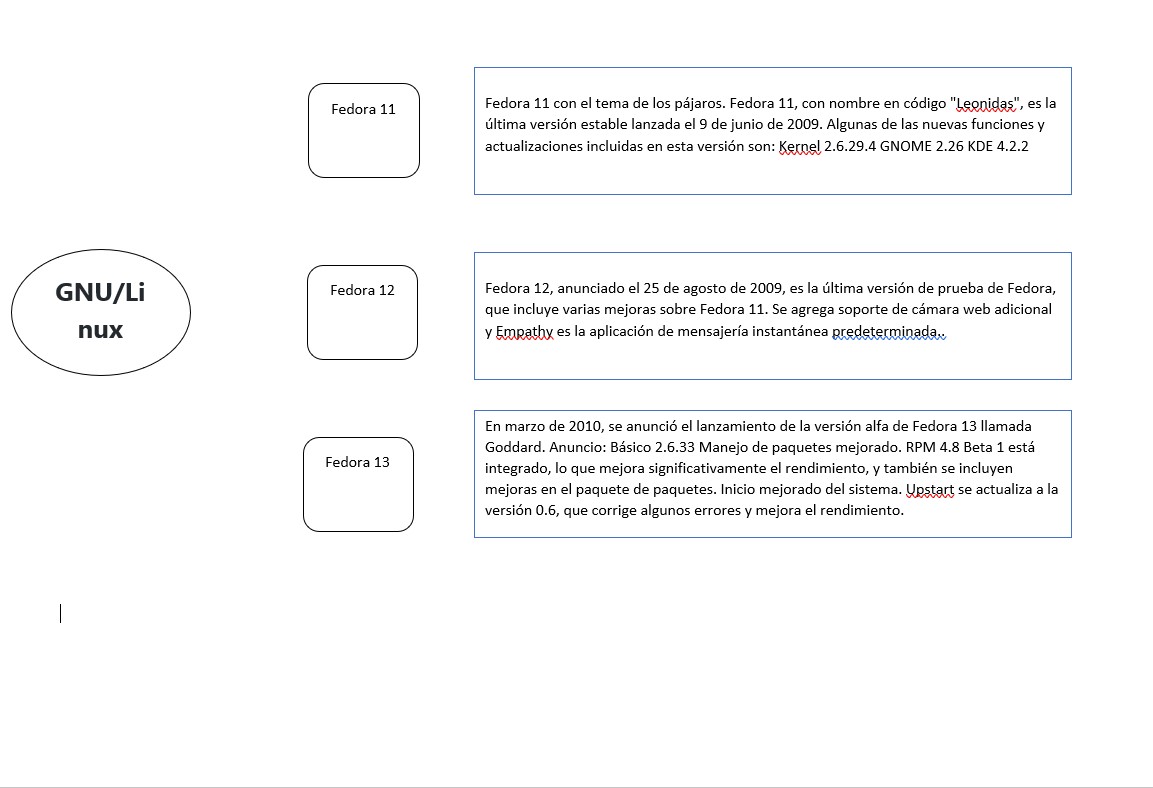 Fedora 11
Fedora 11 con el tema de los pájaros. Fedora 11, con nombre en código "Leonidas", es la
última versión estable lanzada el 9 de junio de 2009. Algunas de las nuevas funciones y
actualizaciones incluidas en esta versión son: Kernel 2.6.29.4 GNOME 2.26 KDE 4.2.2
GNU/Li
nux
Fedora 12
Fedora 12, anunciado el 25 de agosto de 2009, es la última versión de prueba de Fedora,
que incluye varias mejoras sobre Fedora 11. Se agrega soporte de cámara web adicional
y Empathy es la aplicación de mensajería instantánea predeterminada..
Fedora 13
En marzo de 2010, se anunció el lanzamiento de la versión alfa de Fedora 13 llamada
Goddard. Anuncio: Básico 2.6.33 Manejo de paquetes mejorado. RPM 4.8 Beta 1 está
integrado, lo que mejora significativamente el rendimiento, y también se incluyen
mejoras en el paquete de paquetes. Inicio mejorado del sistema. Upstart se actualiza a la
versión 0.6, que corrige algunos errores y mejora el rendimiento.